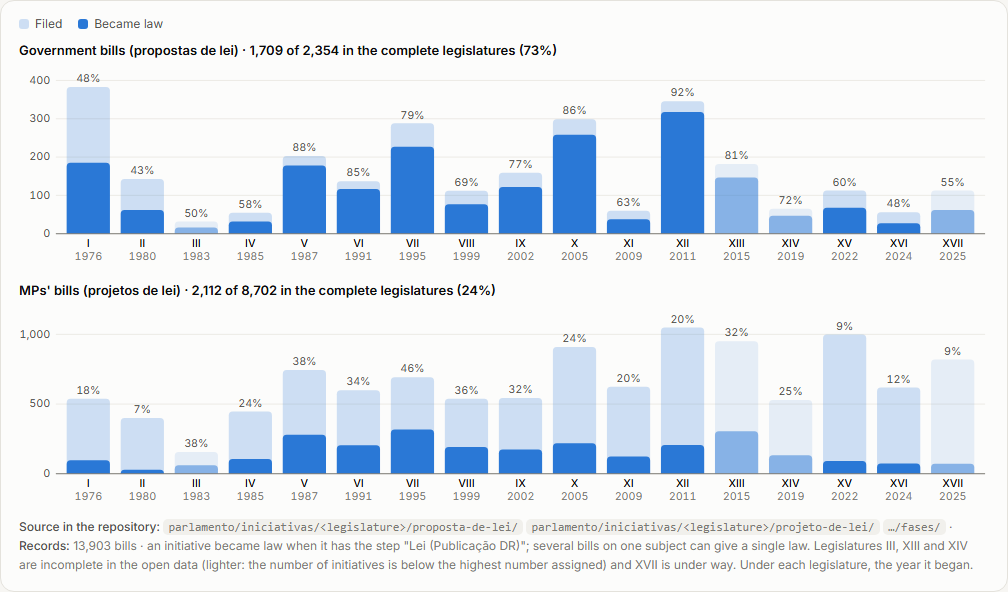 Filed Became law
Government bills (propostas de lei) · 1,709 of 2,354 in the complete legislatures (73%)
400
300
200
100
0
48% 43% 50% 58% 88% 85% 79% 69% 77% 86% 63% 92% 81% 72% 60% 48% 55%
I II III IV V VI VII VIII IX X XI XII XIII XIV XV XVI XVII
1976 1980 1983 1985 1987 1991 1995 1999 2002 2005 2009 2011 2015 2019 2022 2024 2025
MPs' bills (projetos de lei) · 2,112 of 8,702 in the complete legislatures (24%)
1,000
500
0
18% 7% 38% 24% 38% 34% 46% 36% 32% 24% 20% 20% 32% 25% 9% 12% 9%
I II III IV V VI VII VIII IX X XI XII XIII XIV XV XVI XVII
1976 1980 1983 1985 1987 1991 1995 1999 2002 2005 2009 2011 2015 2019 2022 2024 2025
Source in the repository: parlamento/iniciativas/<legislature>/proposta-de-lei/ parlamento/iniciativas/<legislature>/projeto-de-lei/ …/fases/ ·
Records: 13,903 bills · an initiative became law when it has the step "Lei (Publicação DR)"; several bills on one subject can give a single law. Legislatures III, XIII and XIV
are incomplete in the open data (lighter: the number of initiatives is below the highest number assigned) and XVII is under way. Under each legislature, the year it began.